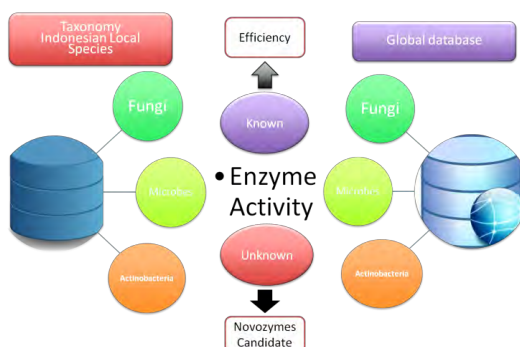 Taxonomy
Indonesian Local
Species
Efficiency
Global database
Fungi
Known
Fungi
Microbes
• Enzyme
Activity
Microbes
Actinobacteria
Unknown
Actinobacteria
Novozymes
Candidate